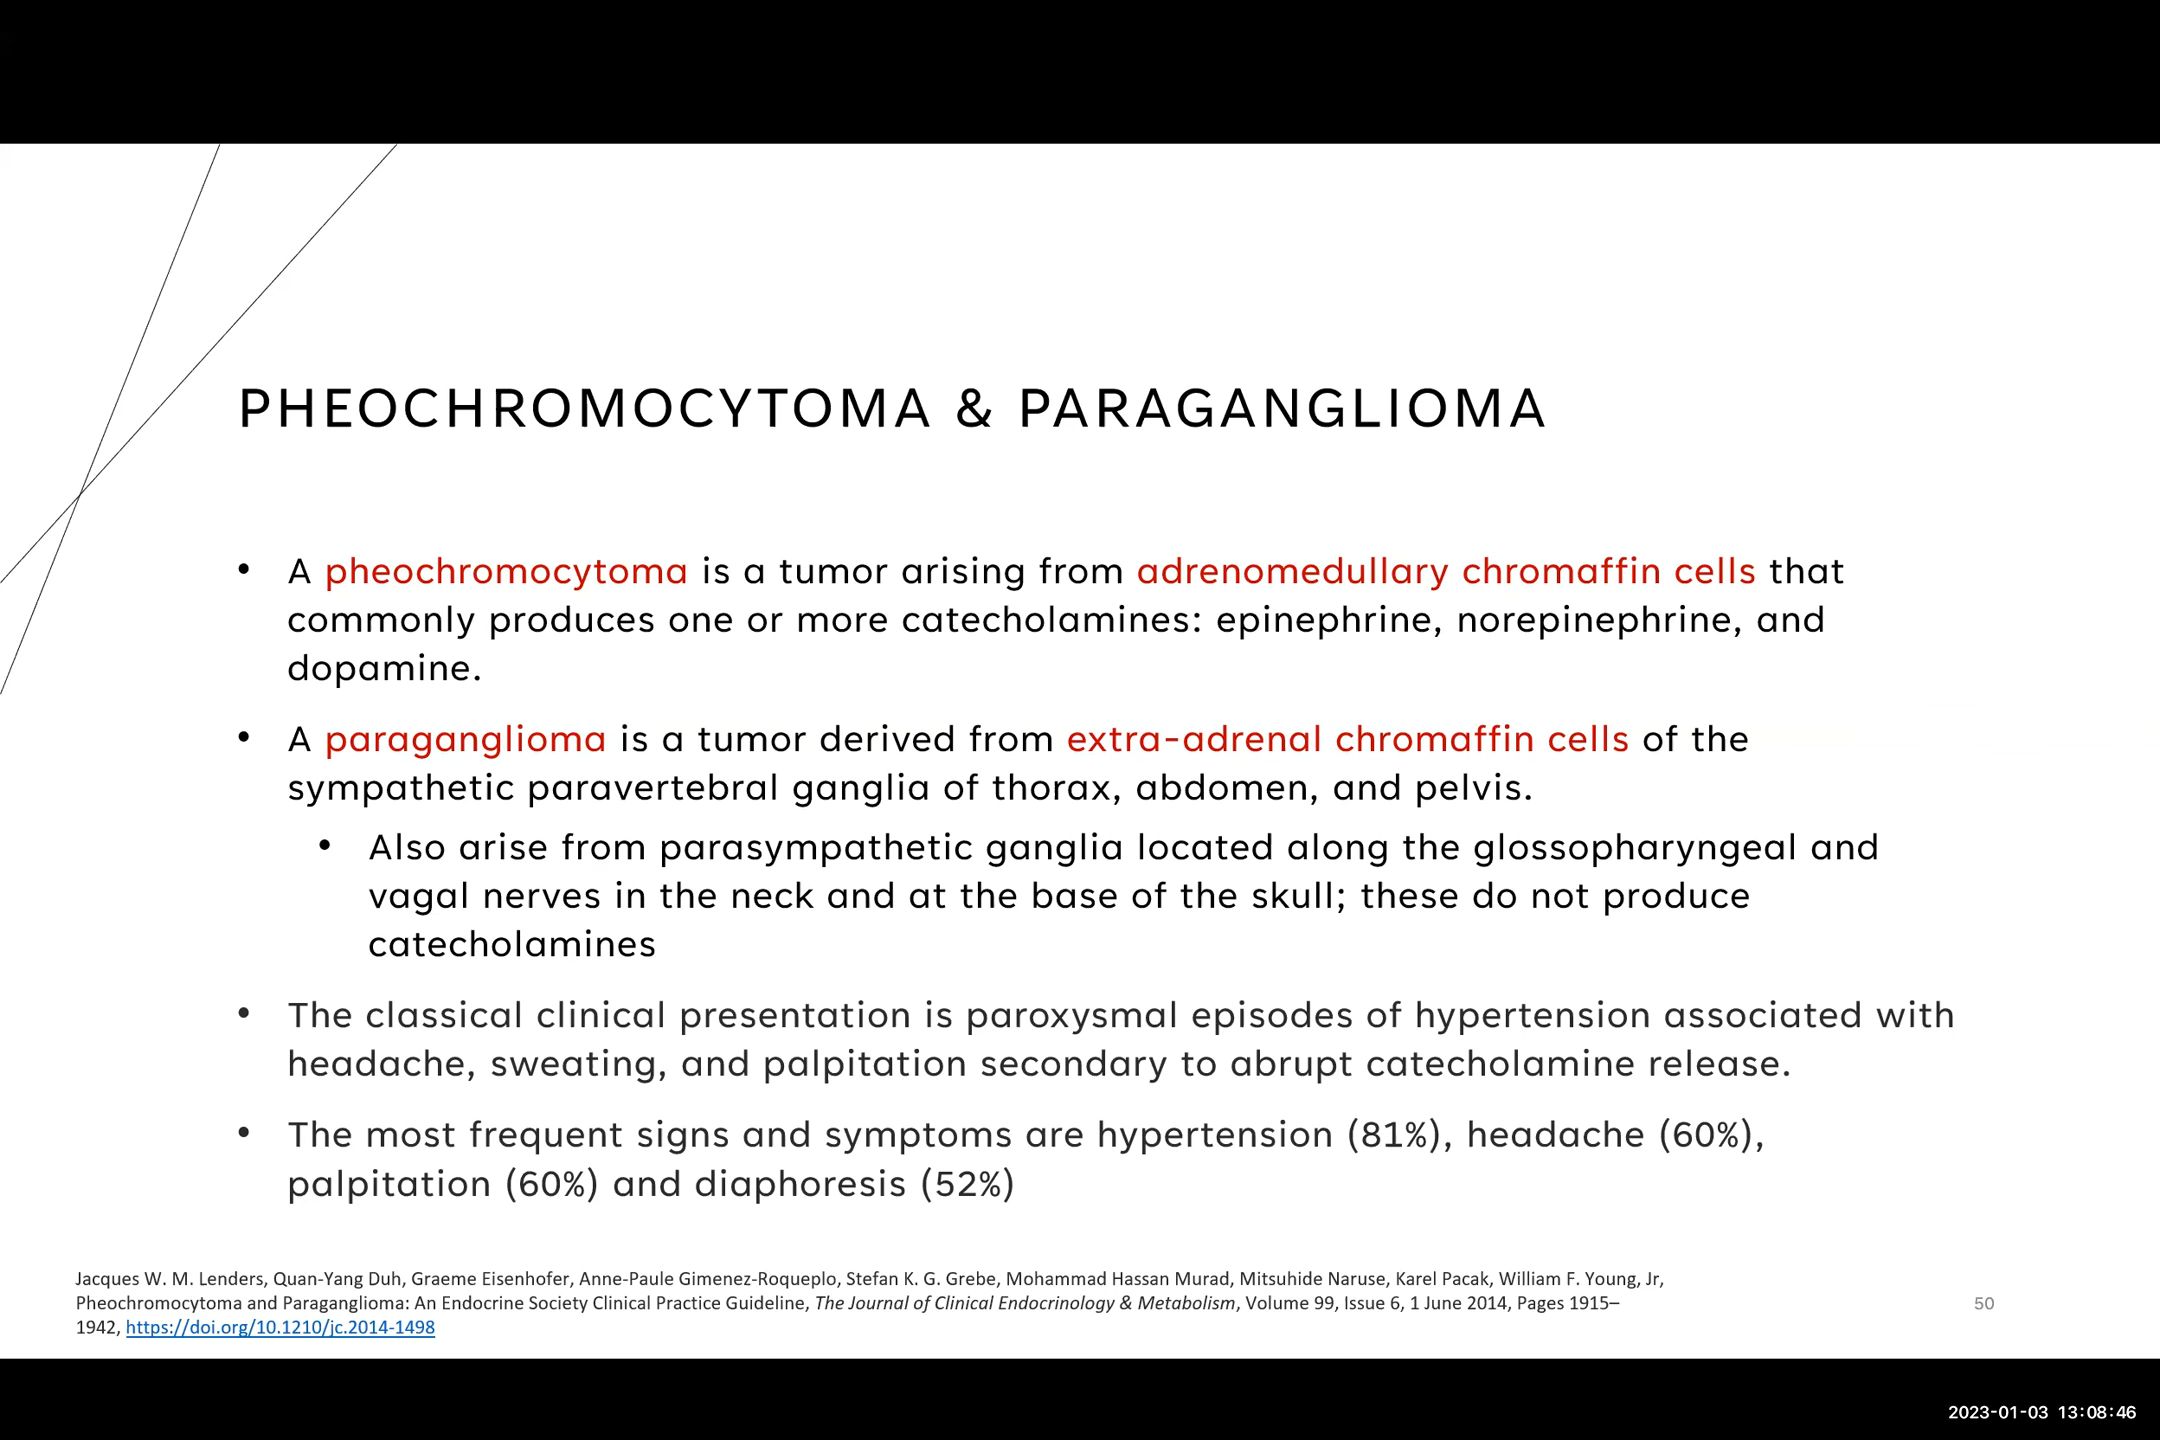 PHEOCHROMOCYTOMA & PARAGANGLIOMA
• A pheochromocytoma is a tumor arising from adrenomedullary chromaffin cells that
commonly produces one or more catecholamines: epinephrine, norepinephrine, and
dopamine.
• A paraganglioma is a tumor derived from extra-adrenal chromaffin cells of the
sympathetic paravertebral ganglia of thorax, abdomen, and pelvis.
• Also arise from parasympathetic ganglia located along the glossopharyngeal and
vagal nerves in the neck and at the base of the skull; these do not produce
catecholamines
• The classical clinical presentation is paroxysmal episodes of hypertension associated with
headache, sweating, and palpitation secondary to abrupt catecholamine release.
• The most frequent signs and symptoms are hypertension (81%), headache (60%),
palpitation (60%) and diaphoresis (52%)
Jacques W. M. Lenders, Quan-Yang Duh, Graeme Eisenhofer, Anne-Paule Gimenez-Roqueplo, Stefan K. G. Grebe, Mohammad Hassan Murad, Mitsuhide Naruse, Karel Pacak, William F. Young, Jr,
Pheochromocytoma and Paraganglioma: An Endocrine Society Clinical Practice Guideline, The Journal of Clinical Endocrinology & Metabolism, Volume 99, Issue 6, 1 June 2014, Pages 1915–
1942, https://doi.org/10.1210/jc.2014-1498
50
2023-01-03 13:08:46